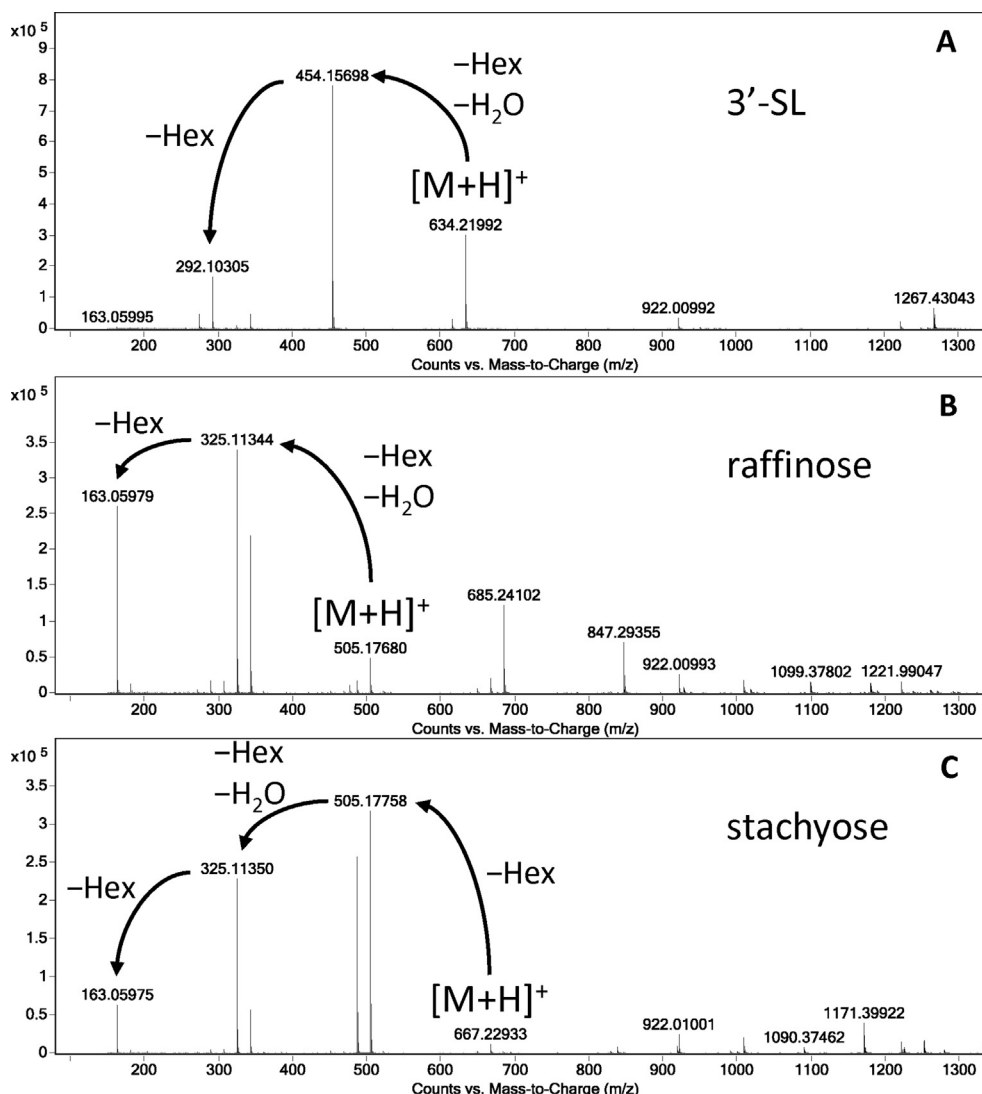 x10 5
A
9
8
7
6
5
4
3
2
1
0
3’-SL
454.15698
–Hex
–H2O
–Hex
[M+H]+
634.21992
292.10305
163.05995
922.00992
1267.43043
200 300 400 500 600 700 800 900 1000 1100 1200 1300
Counts vs. Mass-to-Charge (m/z)
x10 5
B
3.5
3
2.5
2
1.5
1
0.5
0
raffinose
–Hex
325.11344
–Hex
–H2O
163.05979
[M+H]+
505.17680
685.24102
847.29355
922.00993
1099.37802
1221.99047
200 300 400 500 600 700 800 900 1000 1100 1200 1300
Counts vs. Mass-to-Charge (m/z)
x10 5
C
3.5
3
2.5
2
1.5
1
0.5
0
stachyose
–Hex
–H2O
505.17758
325.11350
–Hex
–Hex
163.05975
[M+H]+
667.22933
922.01001
1090.37462
1171.39922
200 300 400 500 600 700 800 900 1000 1100 1200 1300
Counts vs. Mass-to-Charge (m/z)